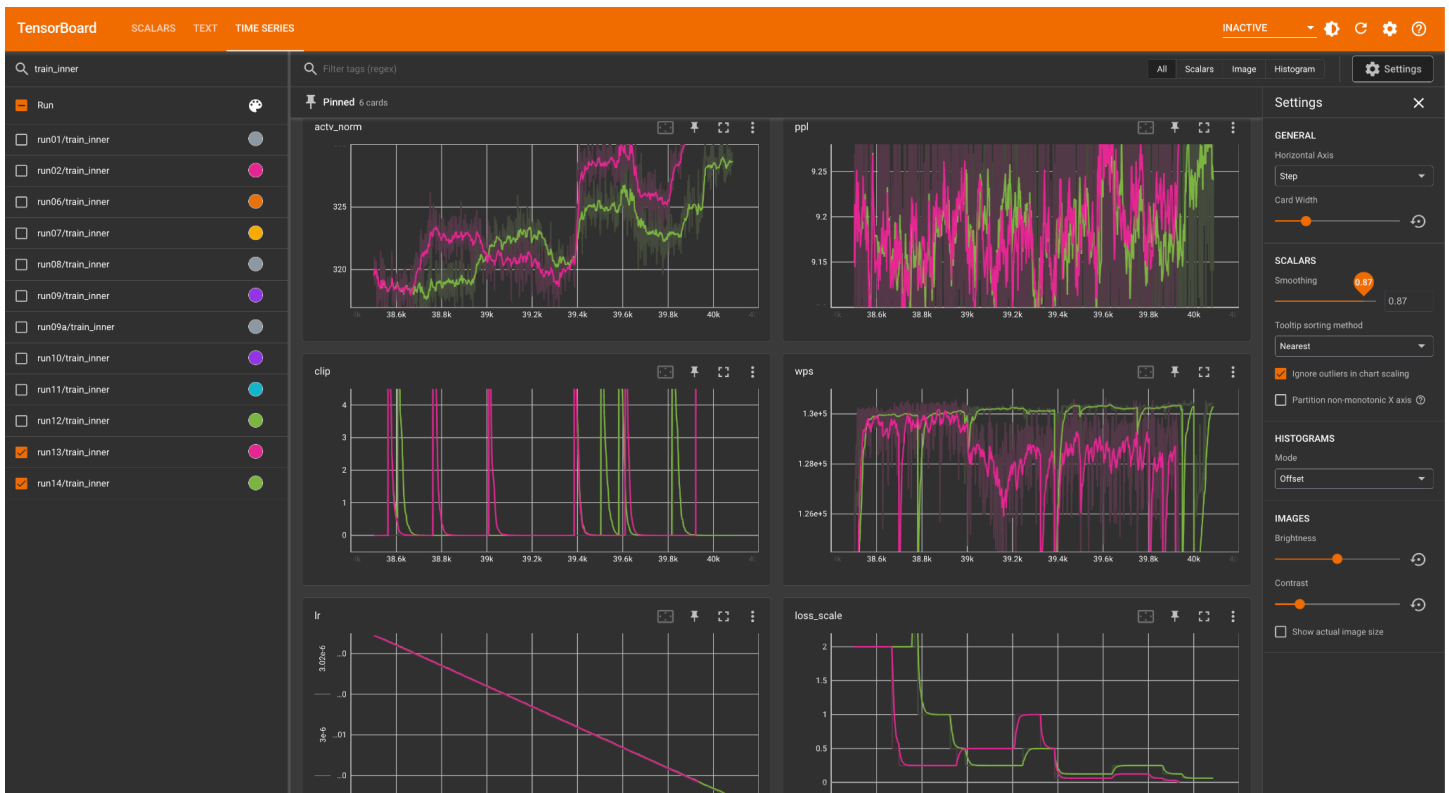 TensorBoard SCALARS TEXT TIME SERIES INACTIVE
train_inner
Filter tags (regex) All Scalars Image Histogram Settings
Run
Pinned 6 cards
run01/train_inner
run02/train_inner
run06/train_inner
run07/train_inner
run08/train_inner
run09/train_inner
run09a/train_inner
run10/train_inner
run11/train_inner
run12/train_inner
run13/train_inner
run14/train_inner
actv_norm
325
320
38.6k 38.8k 39k 39.2k 39.4k 39.6k 39.8k 40k
ppl
9.25
9.2
9.15
38.6k 38.8k 39k 39.2k 39.4k 39.6k 39.8k 40k
clip
4
3
2
1
0
38.6k 38.8k 39k 39.2k 39.4k 39.6k 39.8k 40k
wps
1.3e+5
1.28e+5
1.26e+5
38.6k 38.8k 39k 39.2k 39.4k 39.6k 39.8k 40k
lr
3.02e-6
...0
...0
3e-6
...01
...0
loss_scale
2
1.5
1
0.5
0
Settings
GENERAL
Horizontal Axis
Step
Card Width
SCALARS
Smoothing
0.87
0.87
Tooltip sorting method
Nearest
Ignore outliers in chart scaling
Partition non-monotonic X axis
HISTOGRAMS
Mode
Offset
IMAGES
Brightness
Contrast
Show actual image size